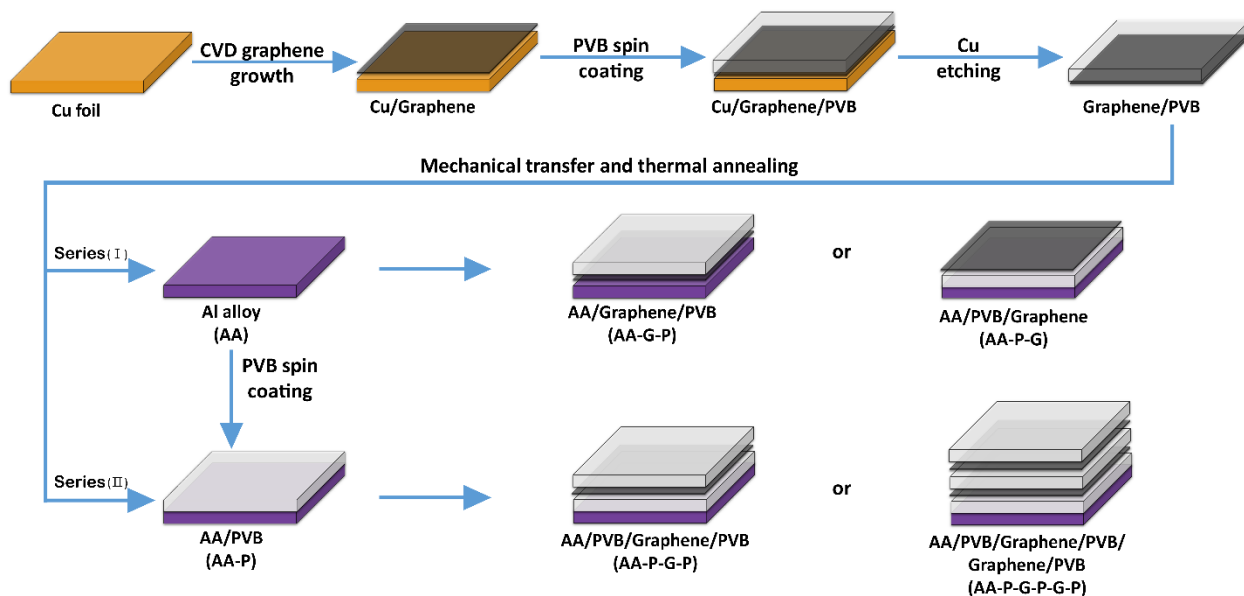 CVD graphene
growth
PVB spin
coating
Cu
etching
Cu foil
Cu/Graphene
Cu/Graphene/PVB
Graphene/PVB
Mechanical transfer and thermal annealing
Series(Ⅰ)
or
Al alloy
(AA)
AA/Graphene/PVB
(AA-G-P)
AA/PVB/Graphene
(AA-P-G)
PVB spin
coating
Series(Ⅱ)
or
AA/PVB
(AA-P)
AA/PVB/Graphene/PVB
(AA-P-G-P)
AA/PVB/Graphene/PVB/
Graphene/PVB
(AA-P-G-P-G-P)